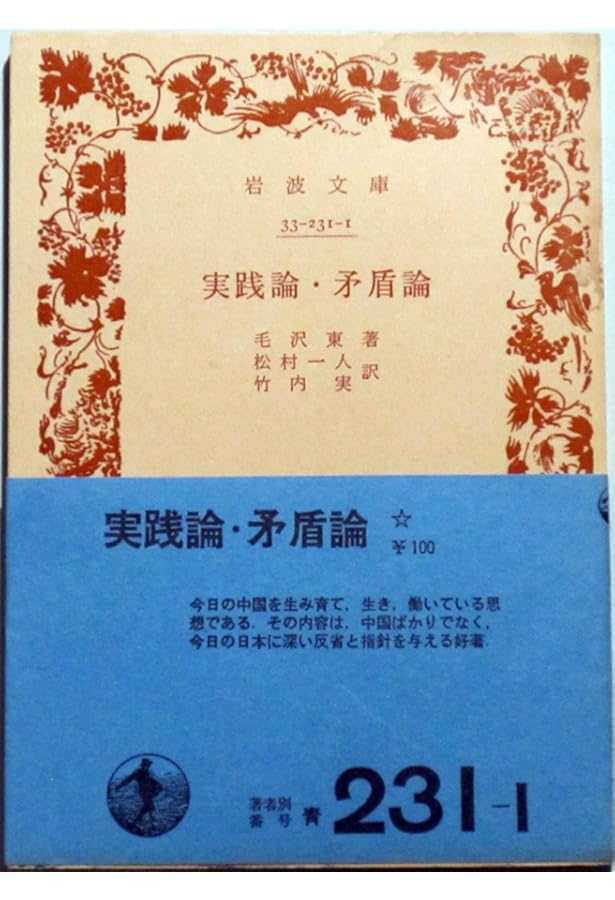 岩波文庫
33-231-1
実践論・矛盾論
毛沢東著
松村一人
竹内実訳
実践論・矛盾論 ☆
¥100
今日の中国を生み育て，生き，働いている思
想である．その内容は，中国ばかりでなく，
今日の日本に深い反省と指針を与える好著．
著者別
番号 青 231-1